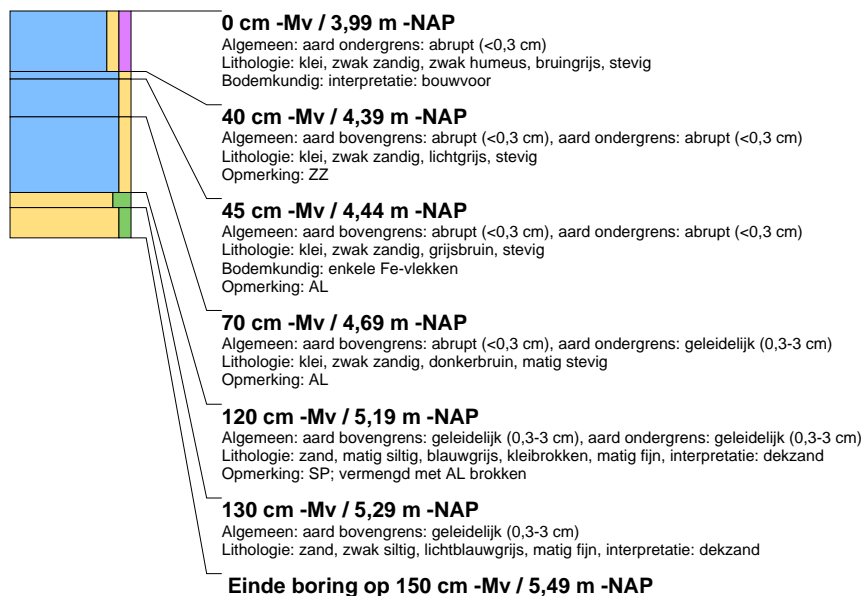 0 cm -Mv / 3,99 m -NAP
Algemeen: aard ondergrens: abrupt (<0,3 cm)
Lithologie: klei, zwak zandig, zwak humeus, bruingrijs, stevig
Bodemkundig: interpretatie: bouwvoor
40 cm -Mv / 4,39 m -NAP
Algemeen: aard bovengrens: abrupt (<0,3 cm), aard ondergrens: abrupt (<0,3 cm)
Lithologie: klei, zwak zandig, lichtgrijs, stevig
Opmerking: ZZ
45 cm -Mv / 4,44 m -NAP
Algemeen: aard bovengrens: abrupt (<0,3 cm), aard ondergrens: abrupt (<0,3 cm)
Lithologie: klei, zwak zandig, grijsbruin, stevig
Bodemkundig: enkele Fe-vlekken
Opmerking: AL
70 cm -Mv / 4,69 m -NAP
Algemeen: aard bovengrens: abrupt (<0,3 cm), aard ondergrens: geleidelijk (0,3-3 cm)
Lithologie: klei, zwak zandig, donkerbruin, matig stevig
Opmerking: AL
120 cm -Mv / 5,19 m -NAP
Algemeen: aard bovengrens: geleidelijk (0,3-3 cm), aard ondergrens: geleidelijk (0,3-3 cm)
Lithologie: zand, matig siltig, blauwgrijs, kleibrokken, matig fijn, interpretatie: dekzand
Opmerking: SP; vermengd met AL brokken
130 cm -Mv / 5,29 m -NAP
Algemeen: aard bovengrens: geleidelijk (0,3-3 cm)
Lithologie: zand, zwak siltig, lichtblauwgrijs, matig fijn, interpretatie: dekzand
Einde boring op 150 cm -Mv / 5,49 m -NAP